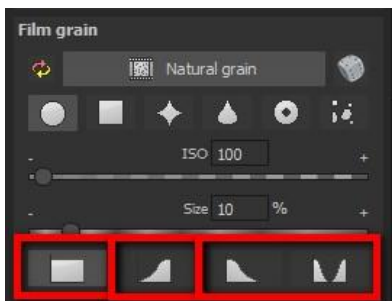 Film grain
Natural grain
- ISO 100 +
- Size 10 % +